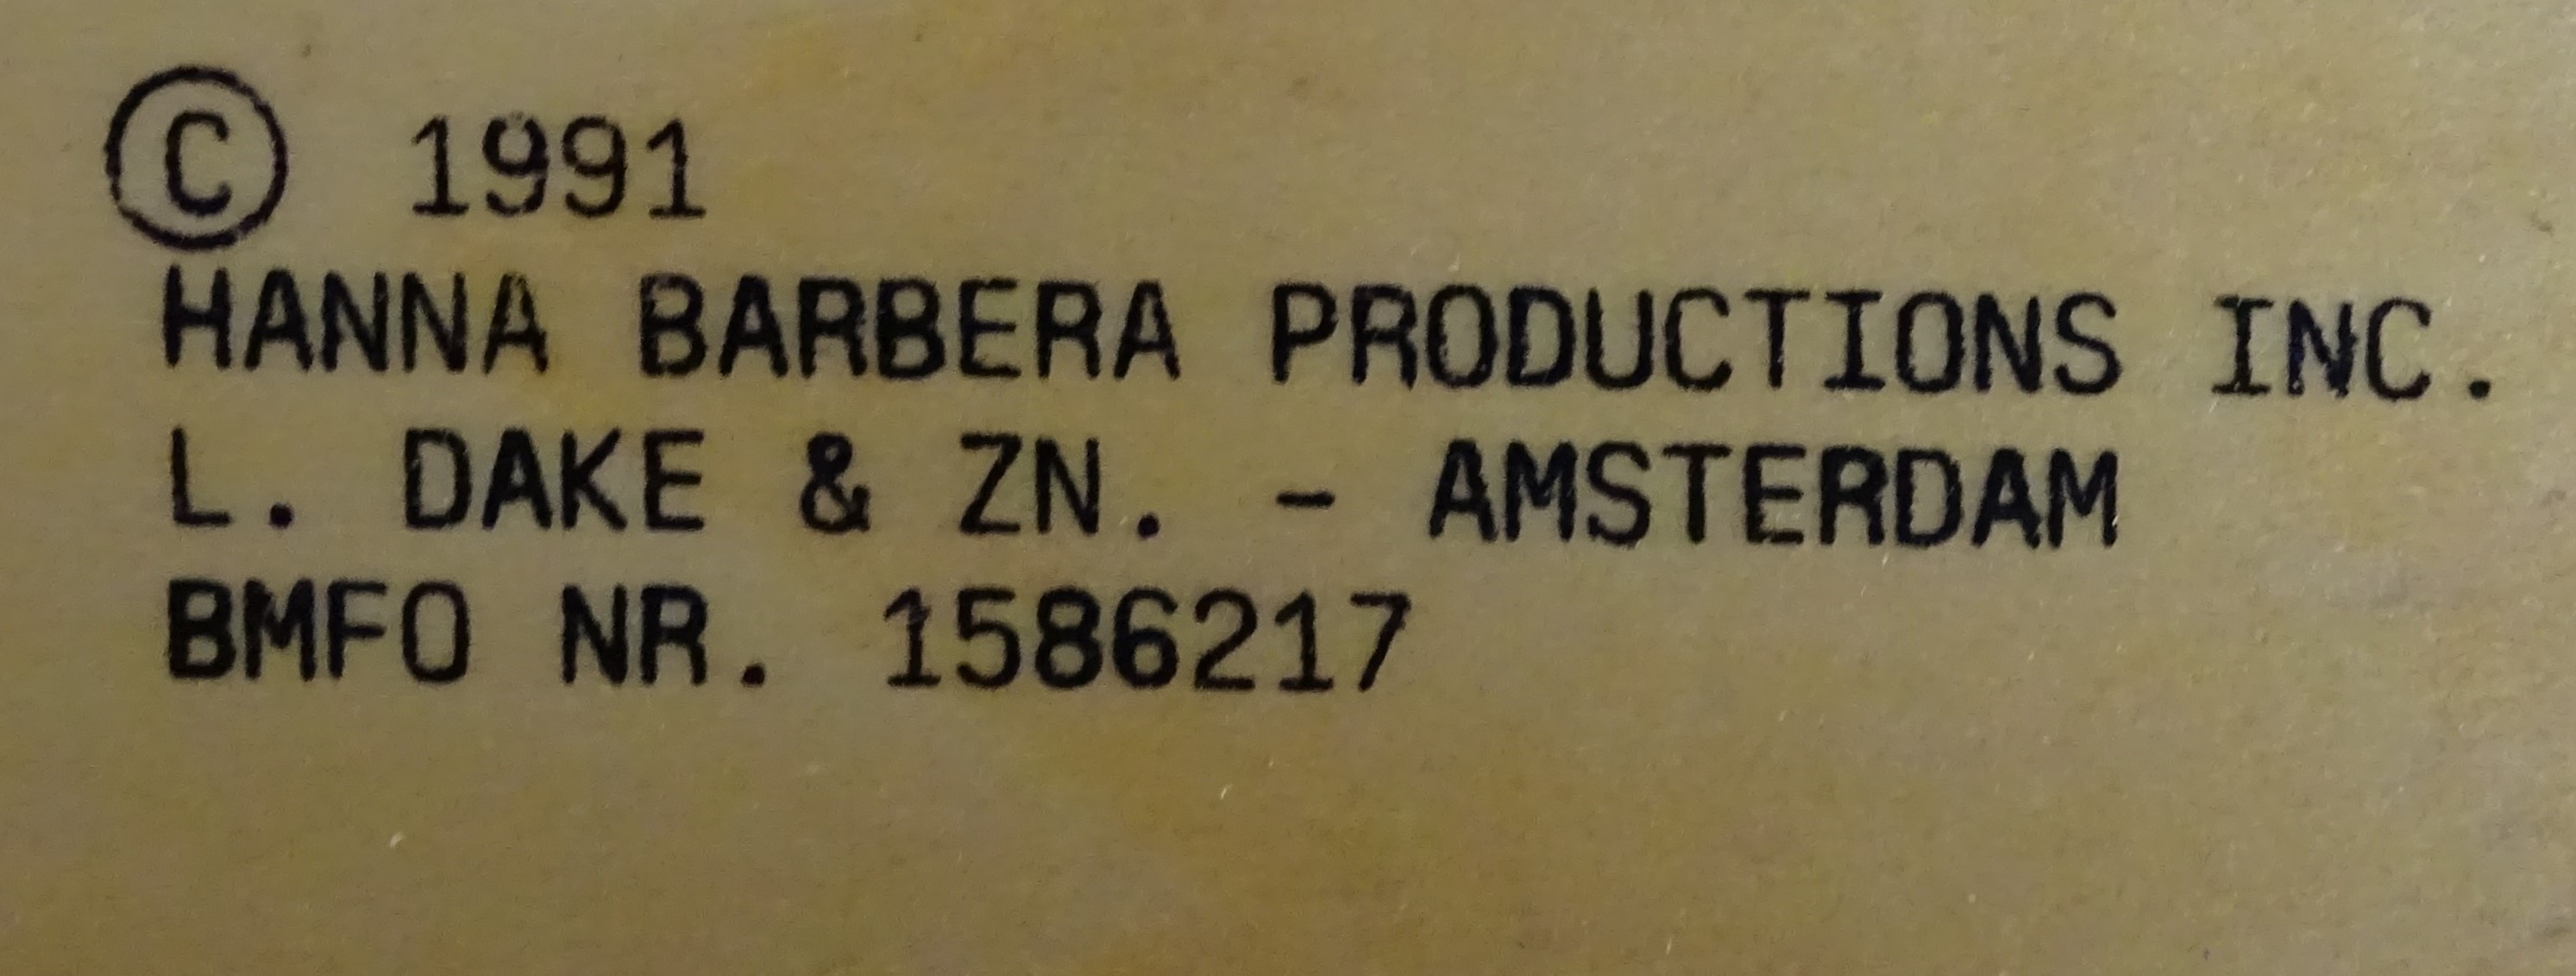 © 1991
HANNA BARBERA PRODUCTIONS INC.
L. DAKE & ZN. - AMSTERDAM
BMFO NR. 1586217